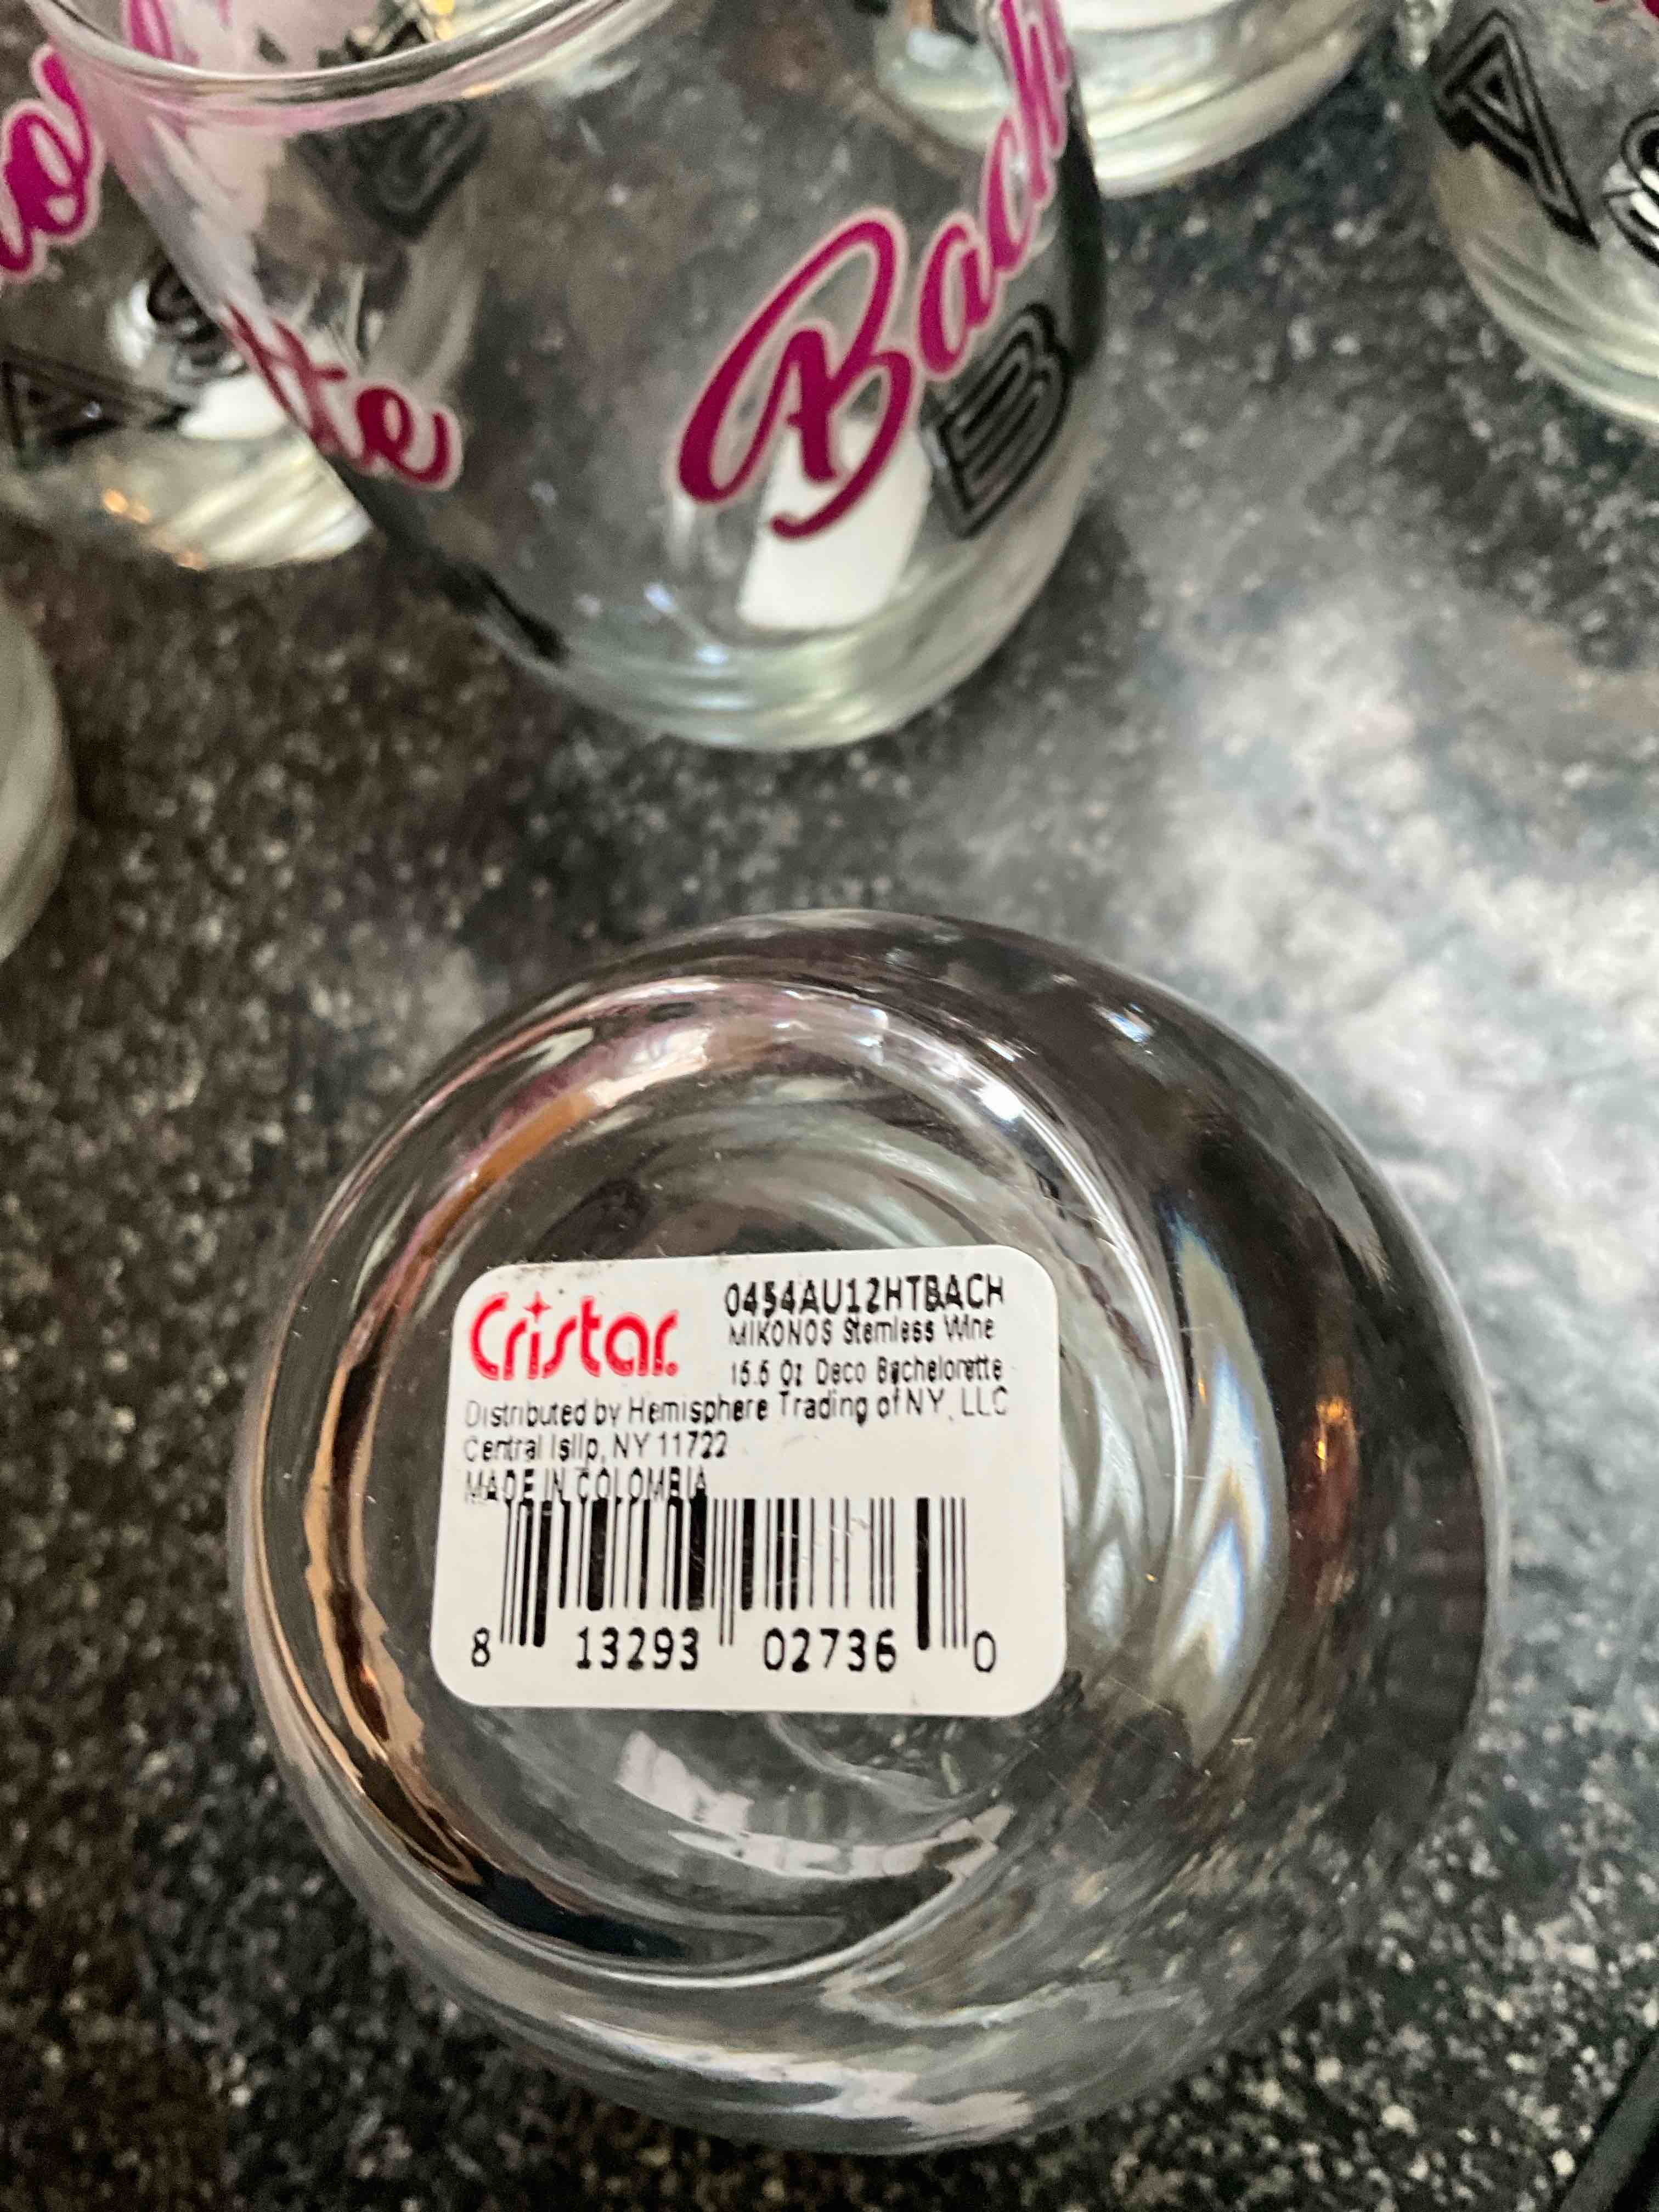 Bach
B
tte
A
S
A
Cristar
0454AU12HTBACH
MIKONOS Stemless Wine
15.5 Oz Deco Bachelorette
Distributed by Hemisphere Trading of NY, LLC
Central Islip, NY 11722
MADE IN COLOMBIA
8 13293 02736 0